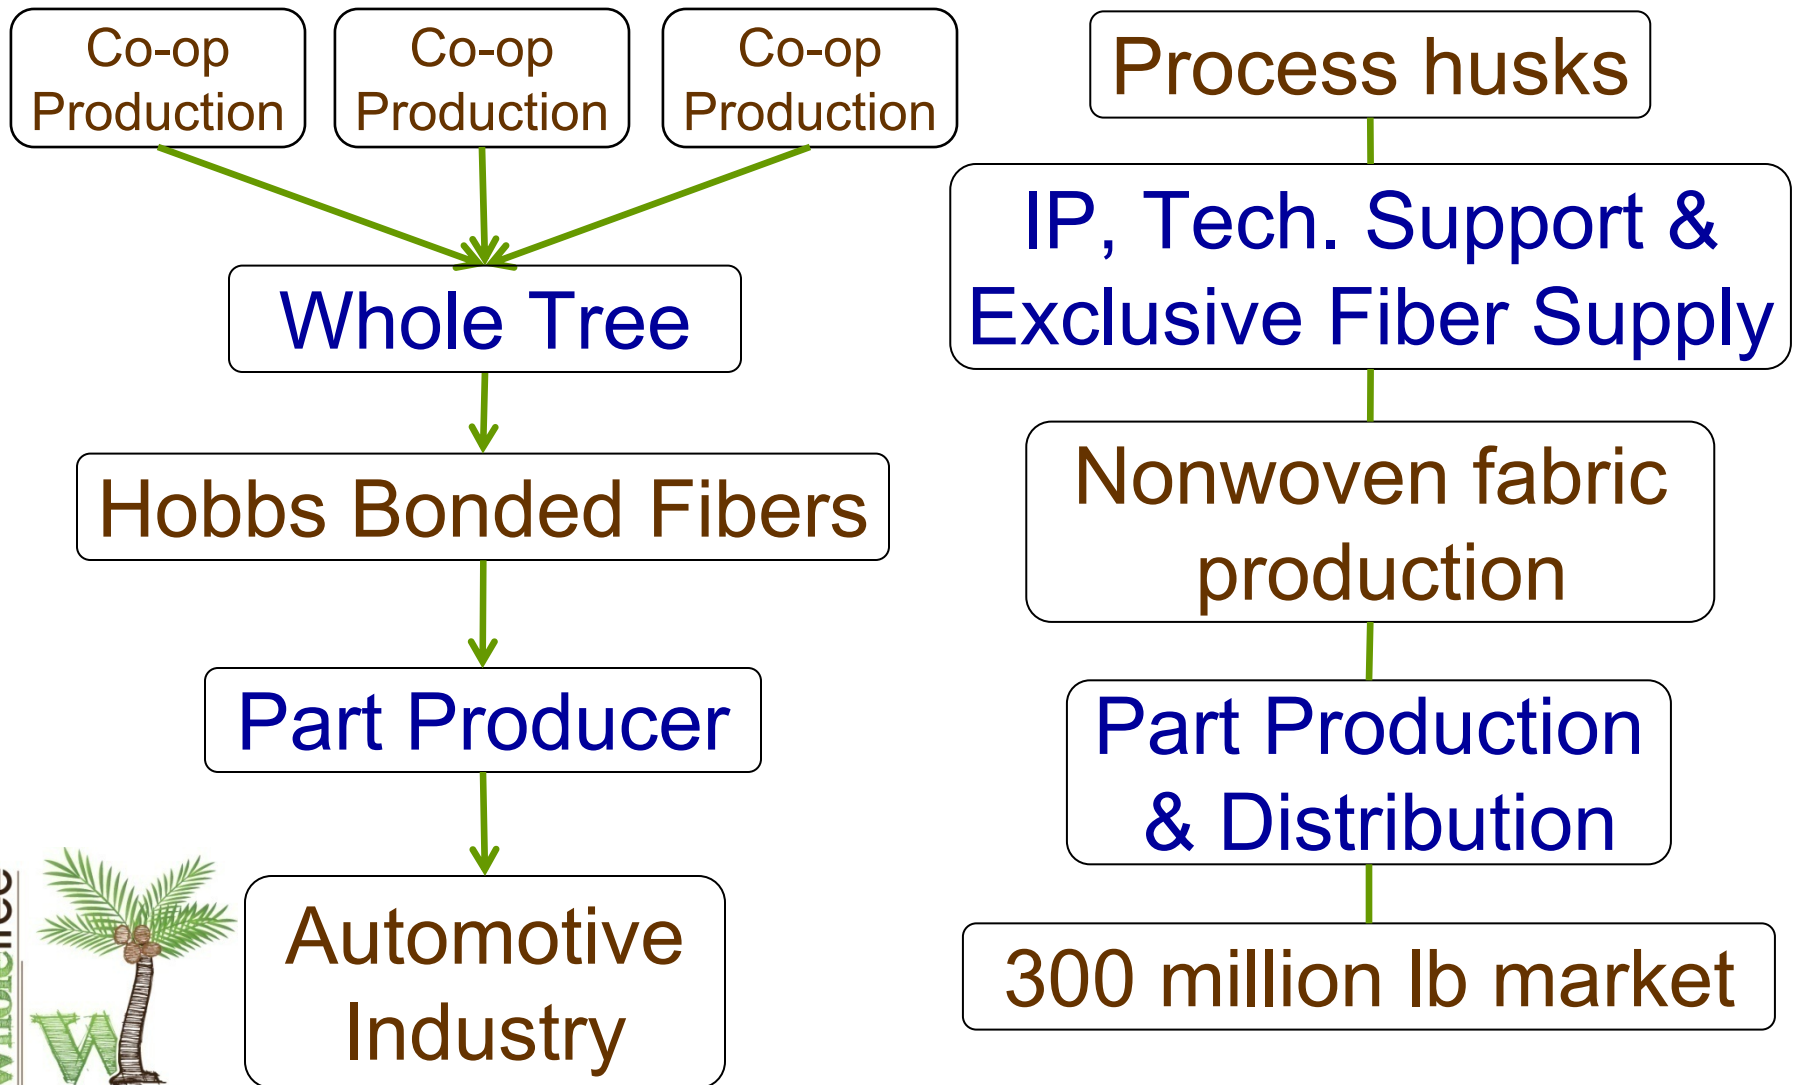 Co-op
Production
Co-op
Production
Co-op
Production
Whole Tree
Hobbs Bonded Fibers
Part Producer
Automotive
Industry
Process husks
IP, Tech. Support &
Exclusive Fiber Supply
Nonwoven fabric
production
Part Production
& Distribution
300 million lb market
W